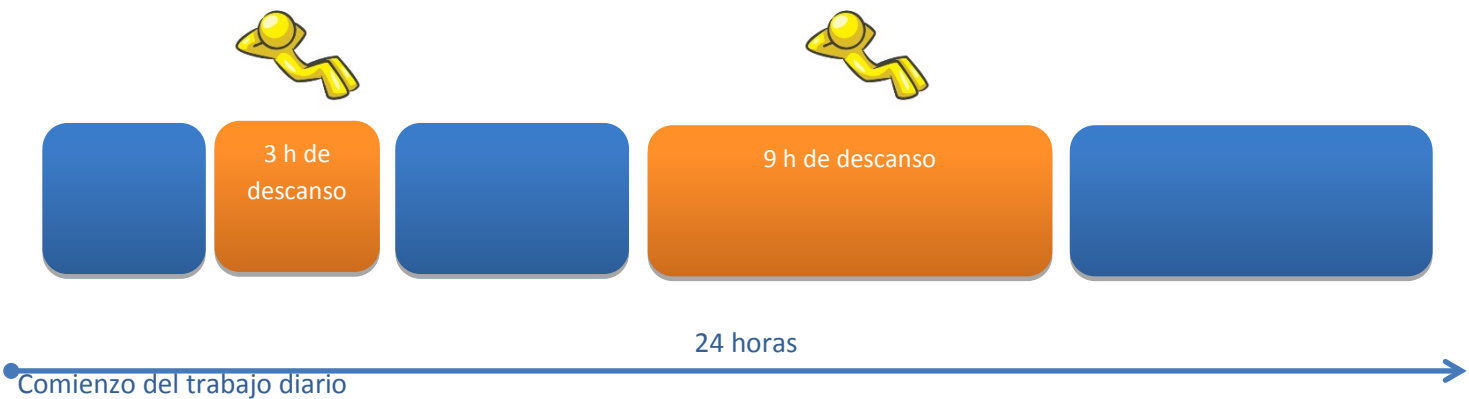 3 h de
descanso
9 h de descanso
24 horas
Comienzo del trabajo diario